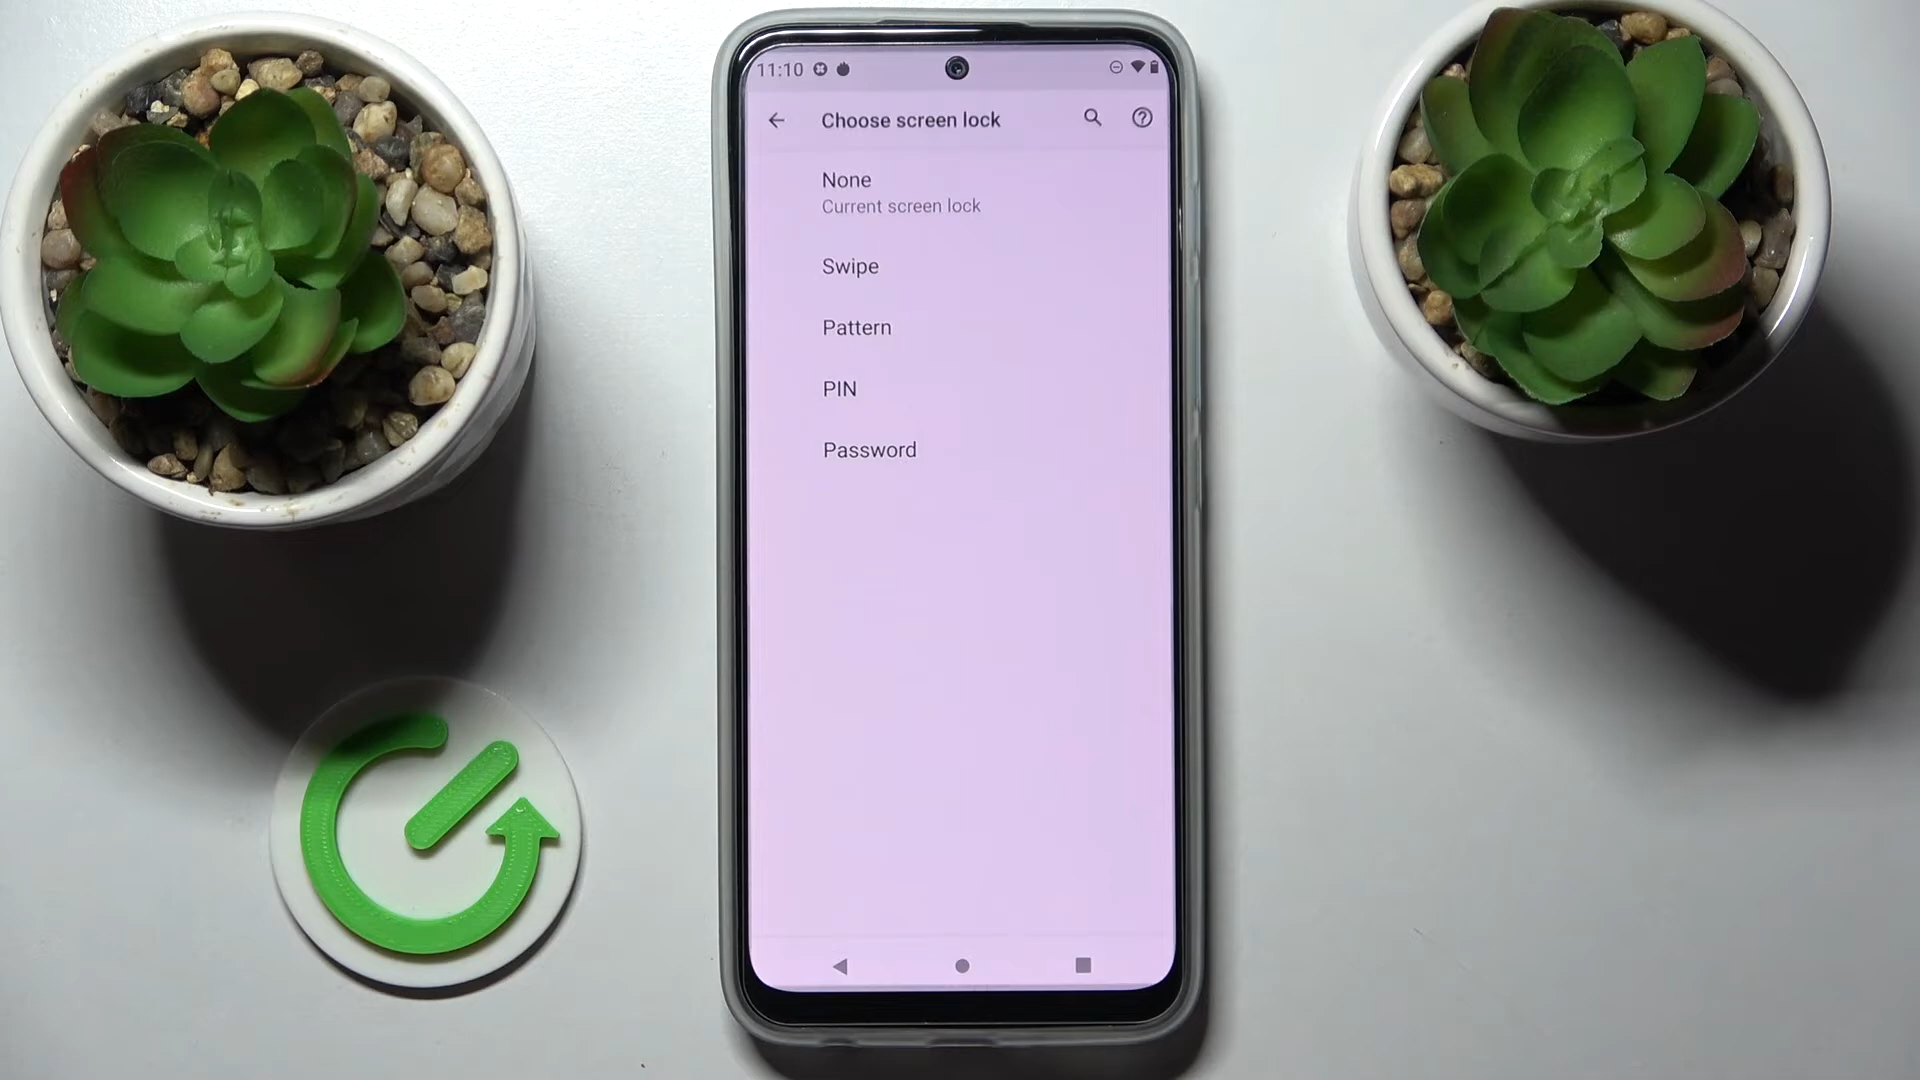 11:10
Choose screen lock
None
Current screen lock
Swipe
Pattern
PIN
Password